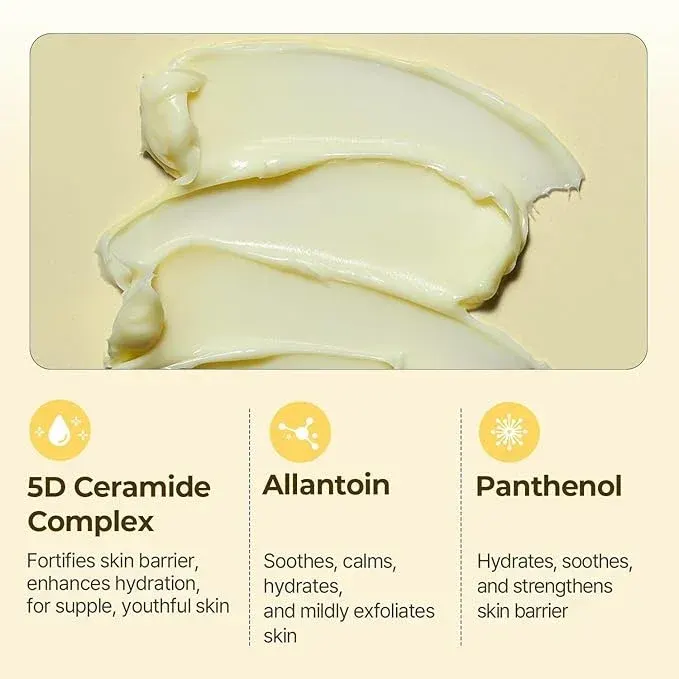 5D Ceramide
Complex
Fortifies skin barrier,
enhances hydration,
for supple, youthful skin
Allantoin
Soothes, calms,
hydrates,
and mildly exfoliates
skin
Panthenol
Hydrates, soothes,
and strengthens
skin barrier